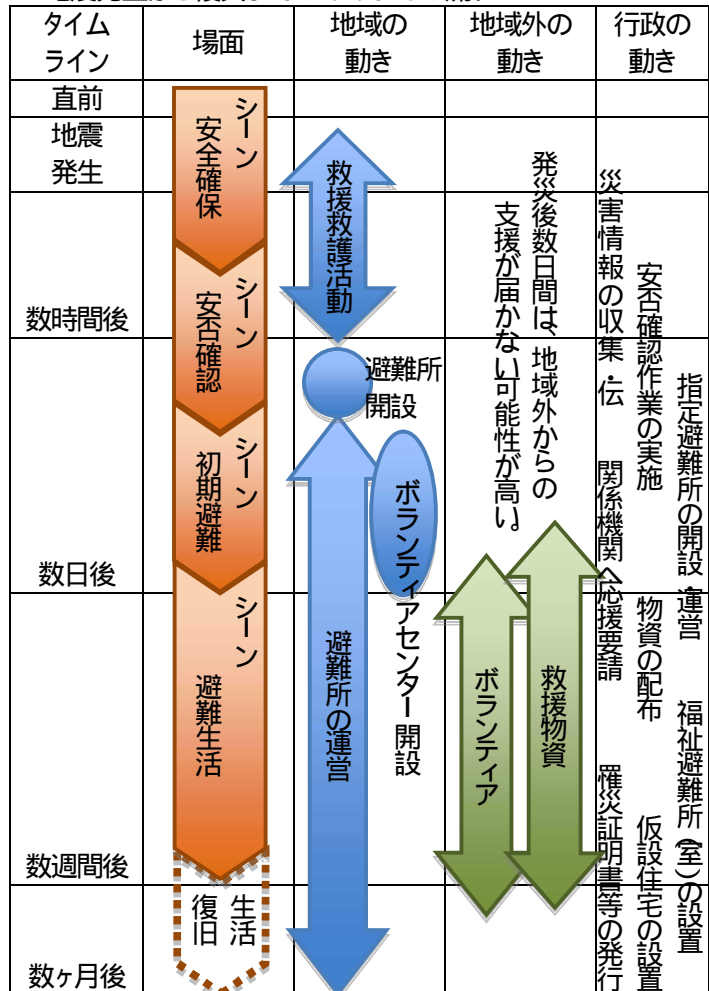 タイム
ライン
場面
地域の
動き
地域外の
動き
行政の
動き
直前
地震
発生
数時間後
数日後
数週間後
数ヶ月後
シーン
安全確保
シーン
安否確認
シーン
初期避難
シーン
避難生活
生活
復旧
救援救護活動
避難所
開設
ボランティアセンター開設
避難所の運営
発災後数日間は、地域外からの
支援が届かない可能性が高い。
ボランティア
救援物資
災害情報の収集・伝
安否確認作業の実施
指定避難所の開設・運営
関係機関へ応援要請
物資の配布
福祉避難所(室)の設置
罹災証明書等の発行
仮設住宅の設置